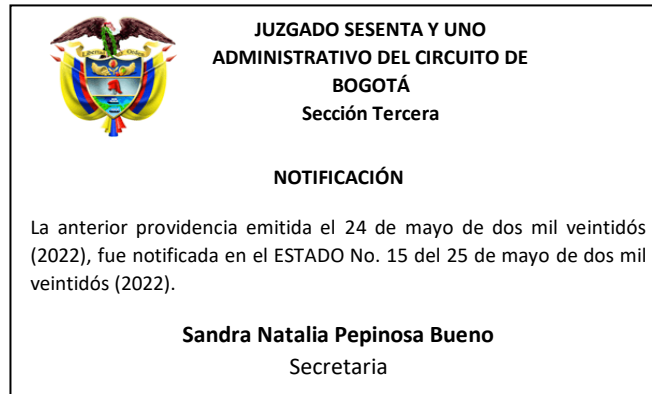 JUZGADO SESENTA Y UNO
ADMINISTRATIVO DEL CIRCUITO DE
BOGOTÁ
Sección Tercera
NOTIFICACIÓN
La anterior providencia emitida el 24 de mayo de dos mil veintidós
(2022), fue notificada en el ESTADO No. 15 del 25 de mayo de dos mil
veintidós (2022).
Sandra Natalia Pepinosa Bueno
Secretaria